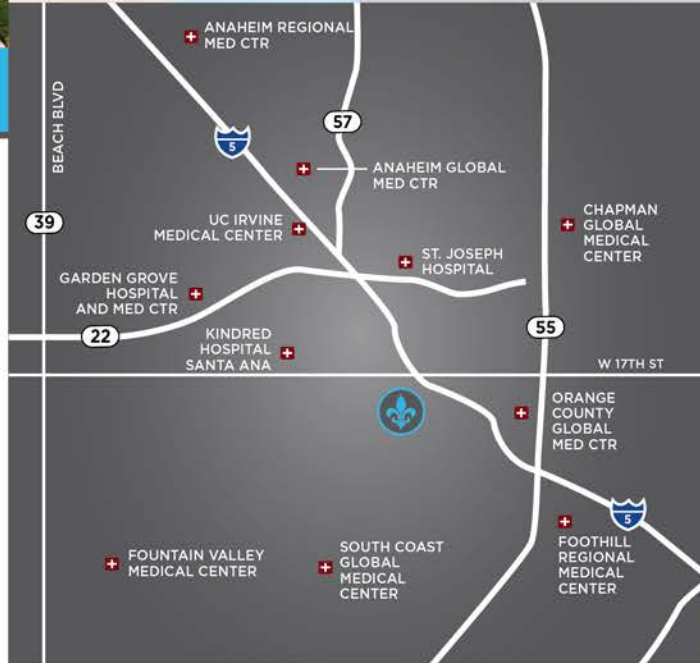 ANAHEIM REGIONAL
MED CTR
BEACH BLVD
57
5
ANAHEIM GLOBAL
MED CTR
39
UC IRVINE
MEDICAL CENTER
CHAPMAN
GLOBAL
MEDICAL
CENTER
ST. JOSEPH
HOSPITAL
GARDEN GROVE
HOSPITAL
AND MED CTR
22
55
KINDRED
HOSPITAL
SANTA ANA
W 17TH ST
ORANGE
COUNTY
GLOBAL
MED CTR
5
FOUNTAIN VALLEY
MEDICAL CENTER
SOUTH COAST
GLOBAL
MEDICAL
CENTER
FOOTHILL
REGIONAL
MEDICAL
CENTER